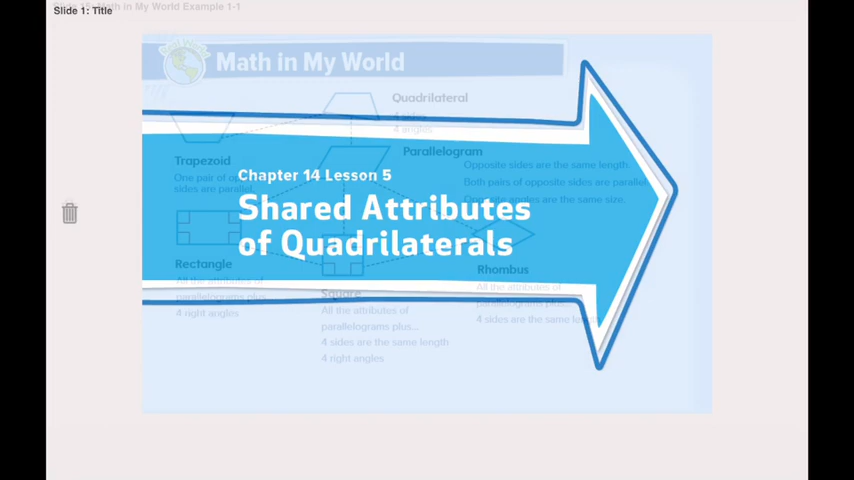 Slide 1: Title
Math in My World Example 1-1
Math in My World
Quadrilateral
4 sides
4 angles
Parallelogram
Opposite sides are the same length.
Both pairs of opposite sides are parallel.
Opposite angles are the same size.
Trapezoid
One pair of opp
sides are parallel.
Chapter 14 Lesson 5
Shared Attributes
of Quadrilaterals
Rectangle
All the attributes of
parallelograms plus
4 right angles
Square
All the attributes of
parallelograms plus...
4 sides are the same length
4 right angles
Rhombus
All the attributes of
parallelograms plus...
4 sides are the same length